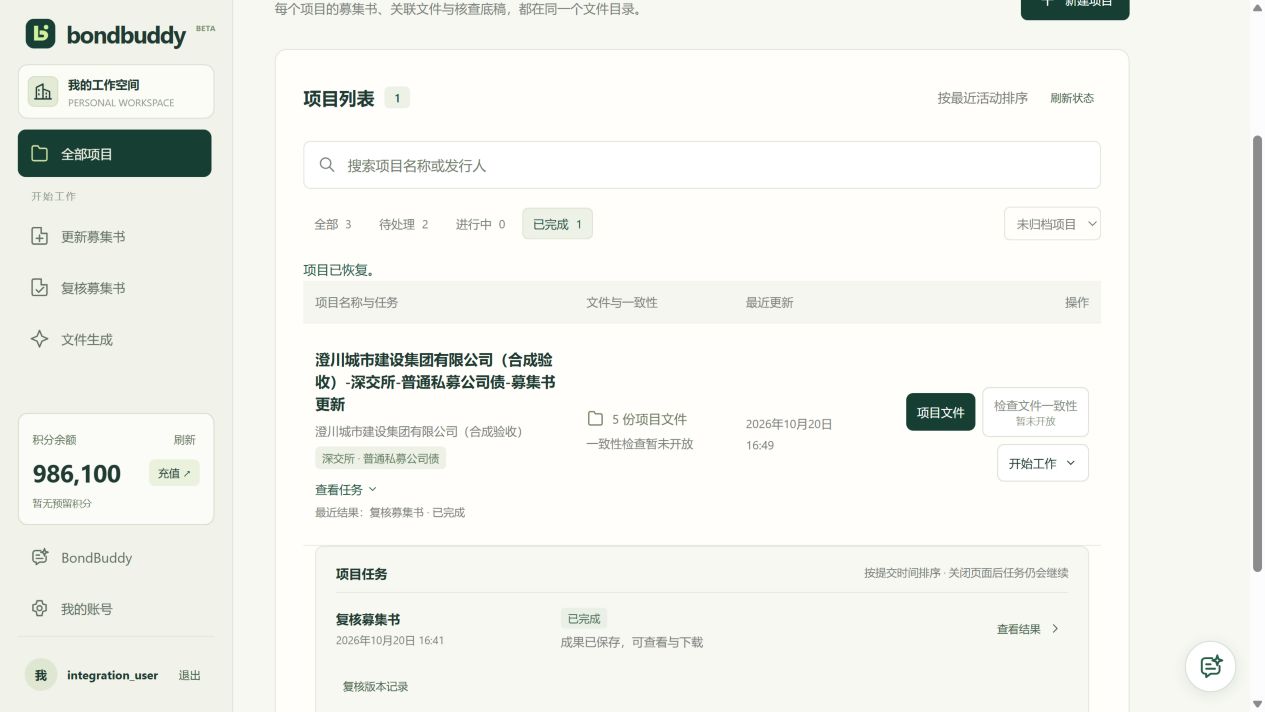 bondbuddy BETA
我的工作空间
PERSONAL WORKSPACE
全部项目
开始工作
更新募集书
复核募集书
文件生成
积分余额 刷新
986,100 充值 ↗
暂无预留积分
BondBuddy
我的账号
我 integration_user 退出
每个项目的募集书、关联文件与核查底稿，都在同一个文件目录。
新建项目
项目列表 1
按最近活动排序 刷新状态
搜索项目名称或发行人
全部 3 待处理 2 进行中 0 已完成 1
未归档项目
项目已恢复。
项目名称与任务 文件与一致性 最近更新 操作
澄川城市建设集团有限公司（合成验
收）-深交所-普通私募公司债-募集书
更新
澄川城市建设集团有限公司（合成验收）
深交所 · 普通私募公司债
查看任务
最近结果：复核募集书 · 已完成
5 份项目文件
一致性检查暂未开放
2026年10月20日
16:49
项目文件
检查文件一致性
暂未开放
开始工作
项目任务
按提交时间排序 · 关闭页面后任务仍会继续
复核募集书
2026年10月20日 16:41
已完成
成果已保存，可查看与下载
查看结果
复核版本记录